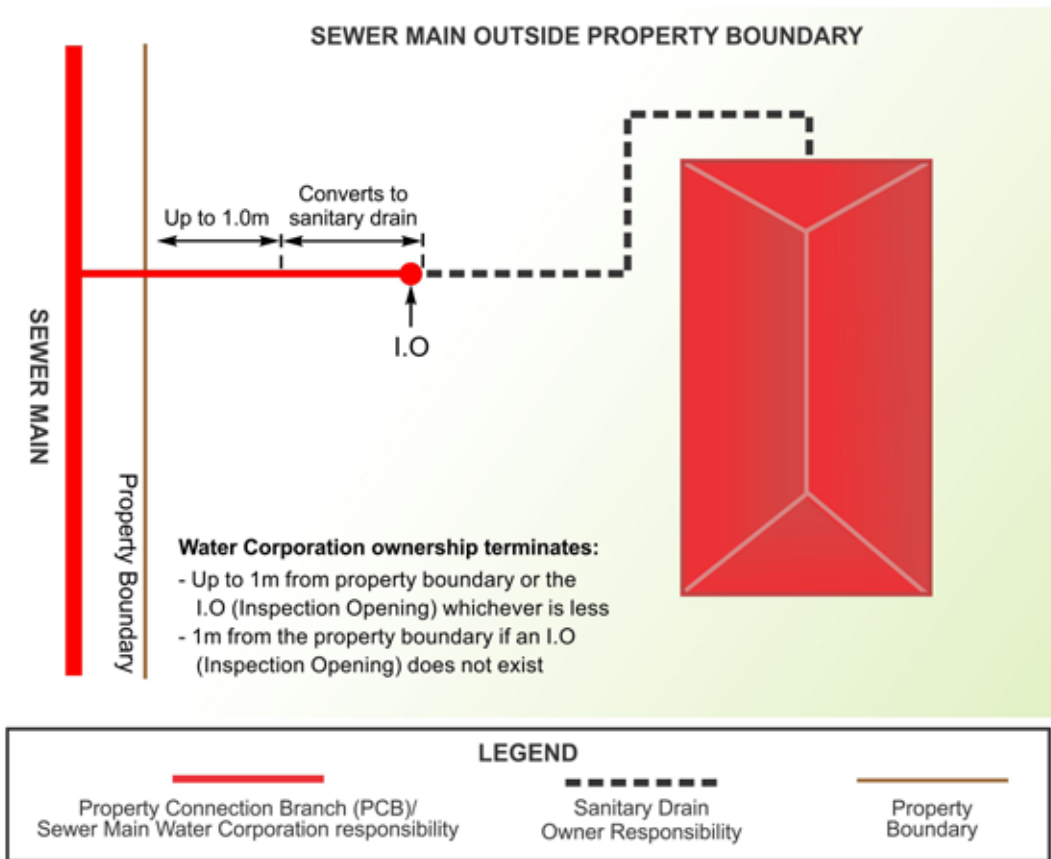 SEWER MAIN OUTSIDE PROPERTY BOUNDARY
Converts to
sanitary drain
Up to 1.0m
I.O
SEWER MAIN
Property Boundary
Water Corporation ownership terminates:
- Up to 1m from property boundary or the
I.O (Inspection Opening) whichever is less
- 1m from the property boundary if an I.O
(Inspection Opening) does not exist
LEGEND
Property Connection Branch (PCB)/
Sewer Main Water Corporation responsibility
Sanitary Drain
Owner Responsibility
Property
Boundary